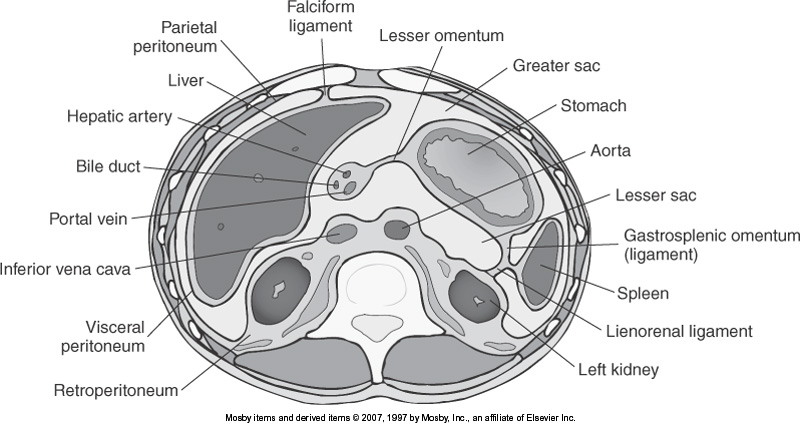 Falciform
ligament
Parietal
peritoneum
Lesser omentum
Greater sac
Liver
Stomach
Hepatic artery
Aorta
Bile duct
Lesser sac
Portal vein
Gastrosplenic omentum
(ligament)
Inferior vena cava
Spleen
Visceral
peritoneum
Lienorenal ligament
Left kidney
Retroperitoneum
Mosby items and derived items © 2007, 1997 by Mosby, Inc., an affiliate of Elsevier Inc.